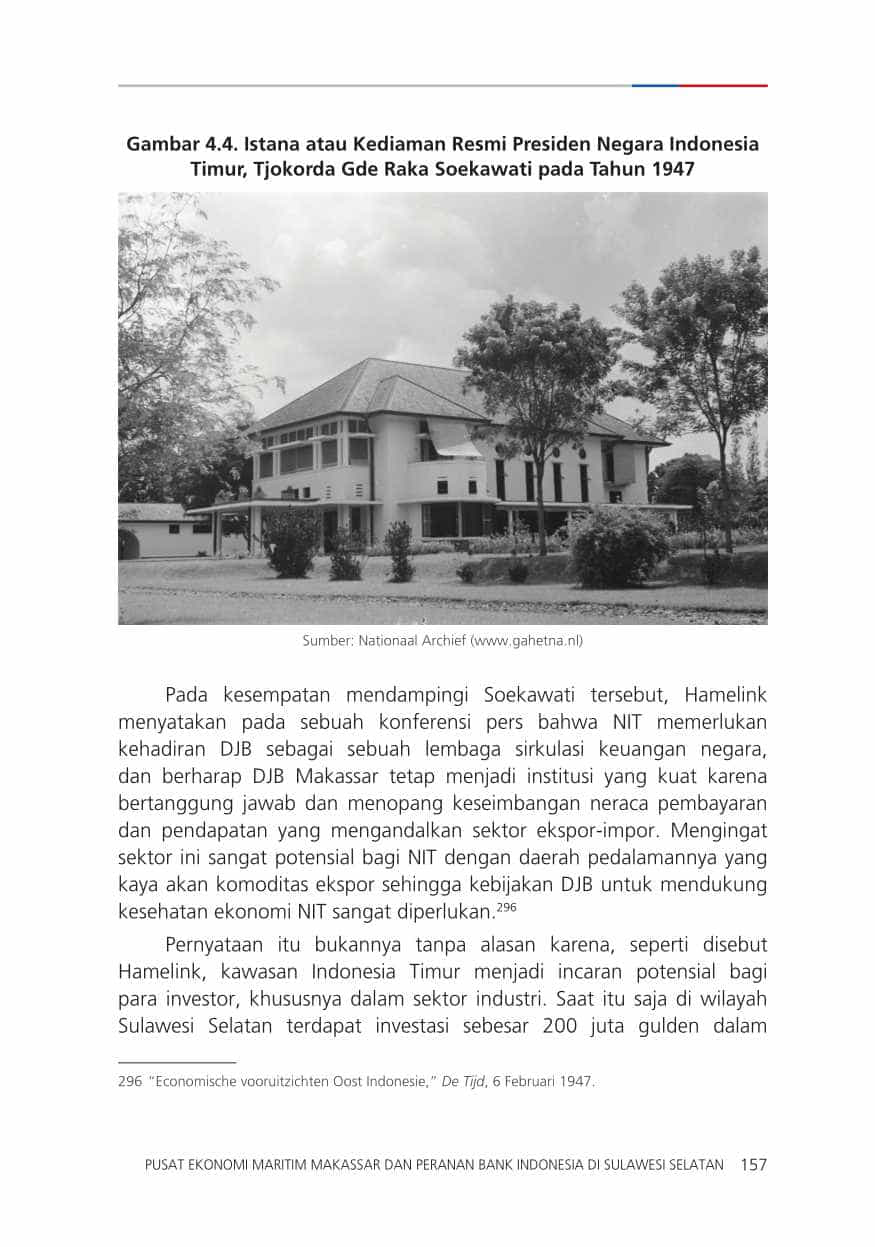 Gambar 4.4. Istana atau Kediaman Resmi Presiden Negara Indonesia
Timur, Tjokorda Gde Raka Soekawati pada Tahun 1947
Sumber: Nationaal Archief (www.gahetna.nl)
Pada kesempatan mendampingi Soekawati tersebut, Hamelink
menyatakan pada sebuah konferensi pers bahwa NIT memerlukan
kehadiran DJB sebagai sebuah lembaga sirkulasi keuangan negara,
dan berharap DJB Makassar tetap menjadi institusi yang kuat karena
bertanggung jawab dan menopang keseimbangan neraca pembayaran
dan pendapatan yang mengandalkan sektor ekspor-impor. Mengingat
sektor ini sangat potensial bagi NIT dengan daerah pedalamannya yang
kaya akan komoditas ekspor sehingga kebijakan DJB untuk mendukung
kesehatan ekonomi NIT sangat diperlukan.296
Pernyataan itu bukannya tanpa alasan karena, seperti disebut
Hamelink, kawasan Indonesia Timur menjadi incaran potensial bagi
para investor, khususnya dalam sektor industri. Saat itu saja di wilayah
Sulawesi Selatan terdapat investasi sebesar 200 juta gulden dalam
296 “Economische vooruitzichten Oost Indonesie,” De Tijd, 6 Februari 1947.
PUSAT EKONOMI MARITIM MAKASSAR DAN PERANAN BANK INDONESIA DI SULAWESI SELATAN 157